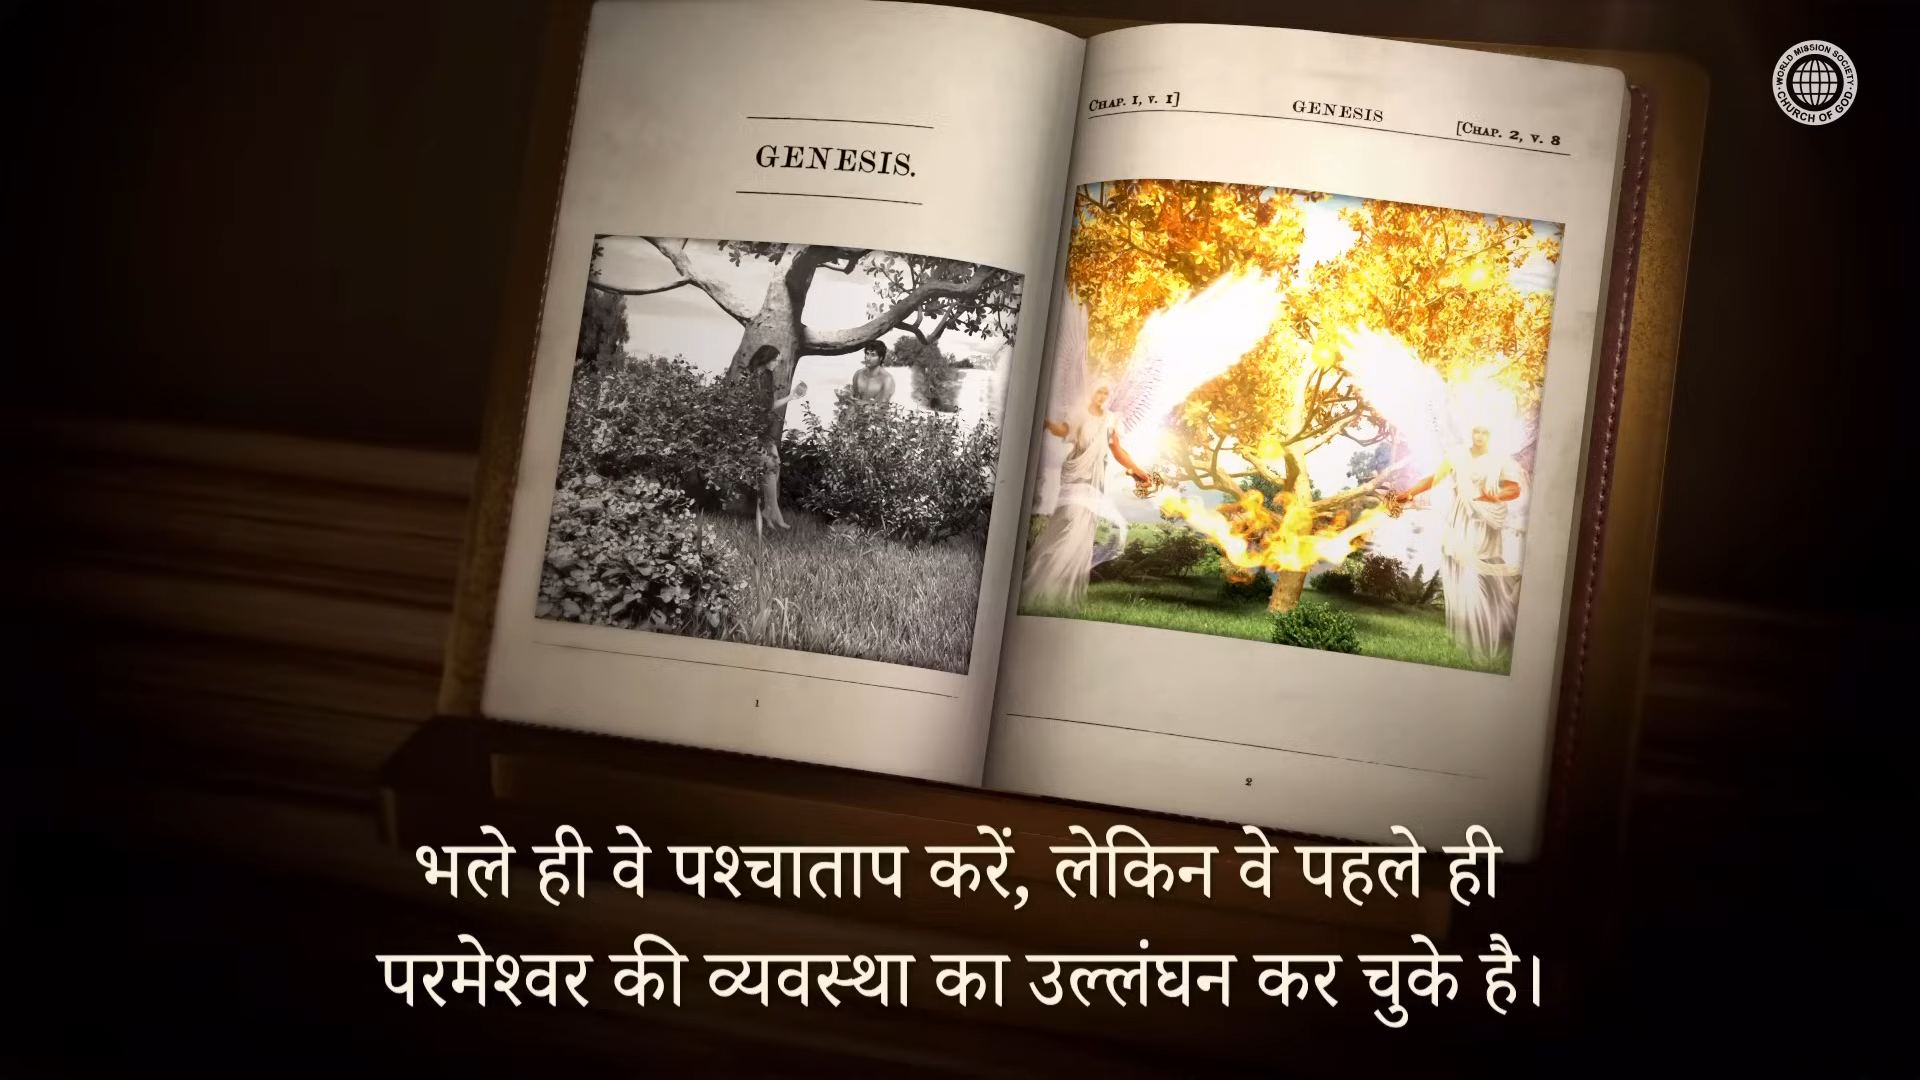 WORLD MISSION SOCIETY
CHURCH OF GOD
GENESIS.
1
CHAP. 1, V. 1]
GENESIS
[CHAP. 2, V. 8
2
भले ही वे पश्चाताप करें, लेकिन वे पहले ही
परमेश्वर की व्यवस्था का उल्लंघन कर चुके है।